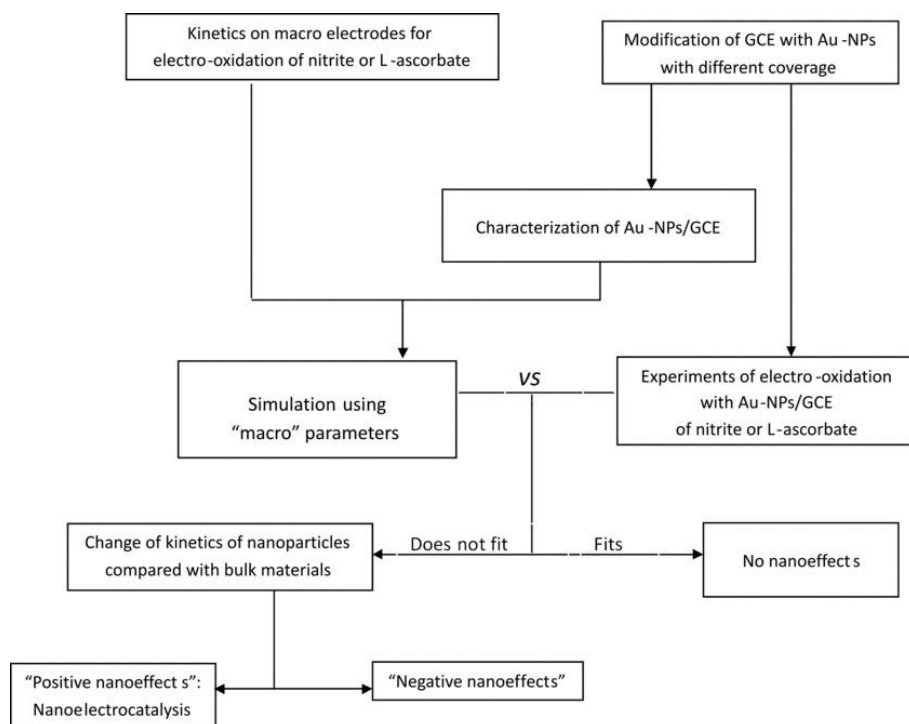 Kinetics on macro electrodes for
electro-oxidation of nitrite or L-ascorbate
Modification of GCE with Au-NPs
with different coverage
Characterization of Au-NPs/GCE
Simulation using
“macro” parameters
vs
Experiments of electro-oxidation
with Au-NPs/GCE
of nitrite or L-ascorbate
Change of kinetics of nanoparticles
compared with bulk materials
Does not fit
Fits
No nanoeffects
“Positive nanoeffects”:
Nanoelectrocatalysis
“Negative nanoeffects”